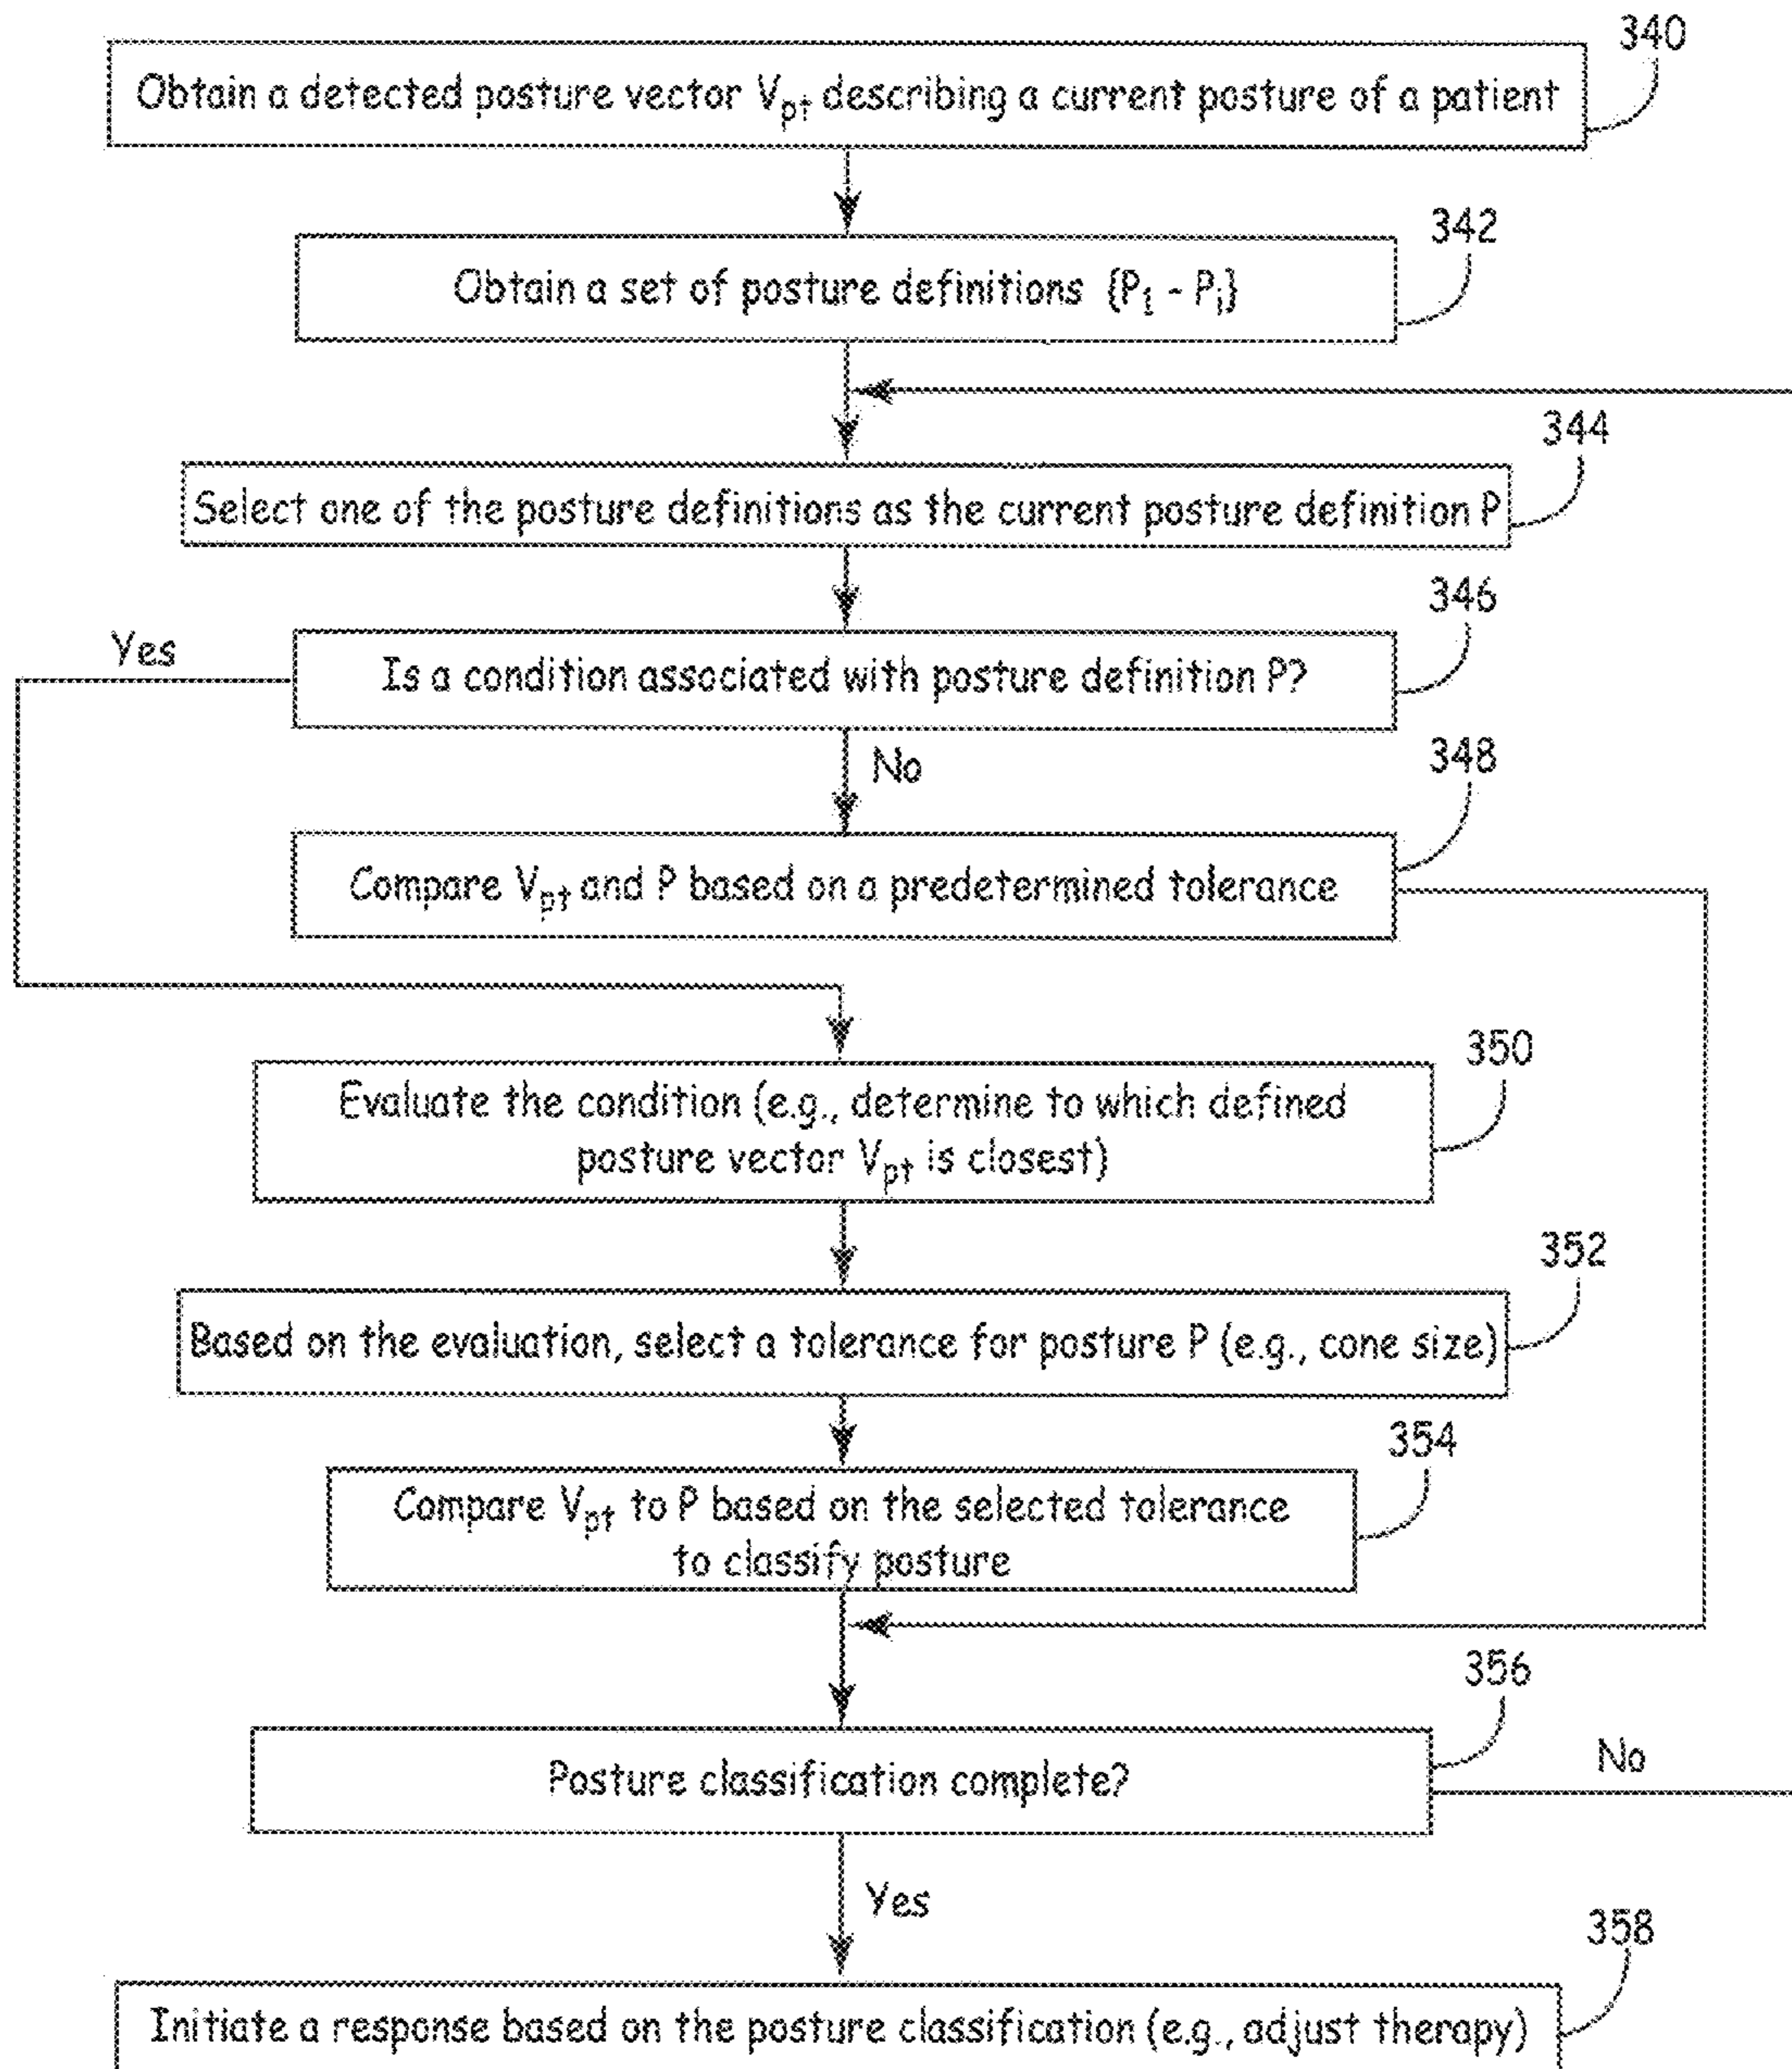 340
Obtain a detected posture vector Vpt describing a current posture of a patient
342
Obtain a set of posture definitions {P1 - Pi}
344
Select one of the posture definitions as the current posture definition P
346
Yes
Is a condition associated with posture definition P?
No
348
Compare Vpt and P based on a predetermined tolerance
350
Evaluate the condition (e.g., determine to which defined
posture vector Vpt is closest)
352
Based on the evaluation, select a tolerance for posture P (e.g., cone size)
354
Compare Vpt to P based on the selected tolerance
to classify posture
356
Posture classification complete?
No
Yes
358
Initiate a response based on the posture classification (e.g., adjust therapy)